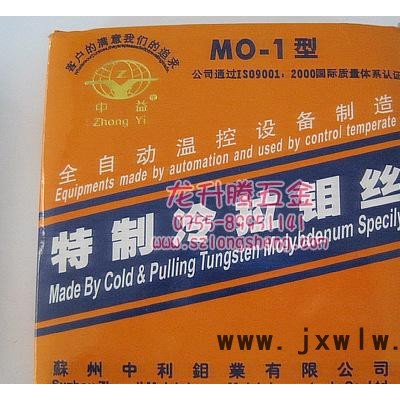 客户的满意我们的追求
MO-1型
公司通过ISO9001：2000国际质量体系认证
中益
Zhong Yi
全自动温控设备制造
Equipments made by automation and used by control temperate
龙升腾五金
0755-89951141
www.szlongsheng.com
特制冷拉钼丝
Made By Cold & Pulling Tungsten Molybdenum Specily
www.jxwlw.
蘇州中利鉬業有限公司